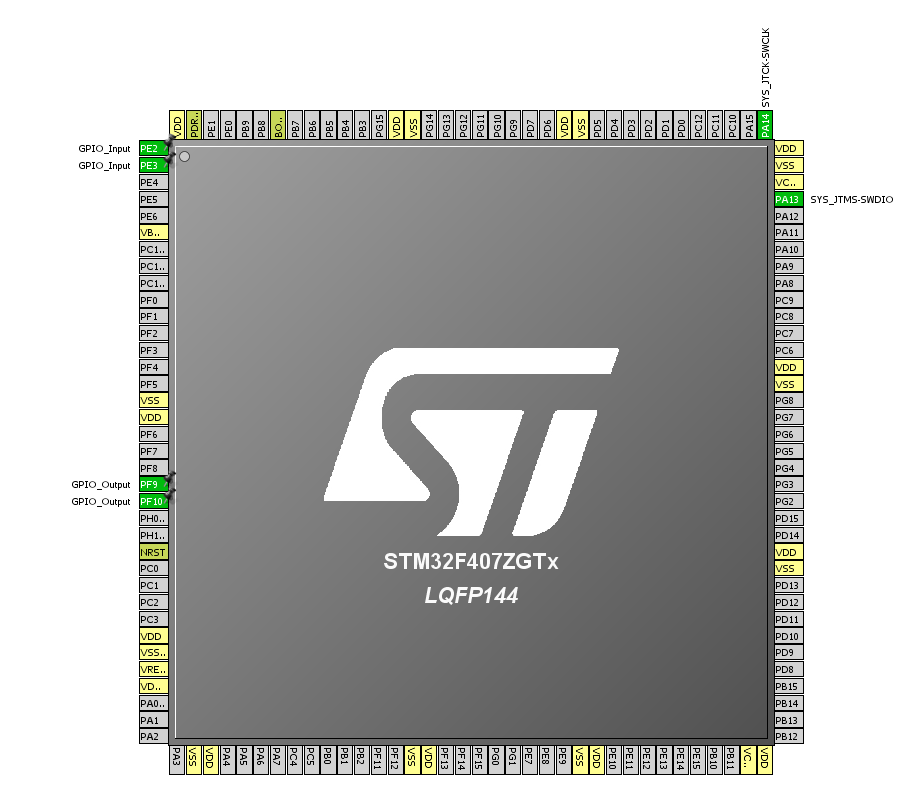 SYS_JTCK-SWCLK
VDD
PDR..
PE1
PE0
PB9
PB8
BO..
PB7
PB6
PB5
PB4
PB3
PG15
VDD
VSS
PG14
PG13
PG12
PG11
PG10
PG9
PD7
PD6
VDD
VSS
PD5
PD4
PD3
PD2
PD1
PD0
PC12
PC11
PC10
PA15
PA14
GPIO_Input PE2
GPIO_Input PE3
PE4
PE5
PE6
VB..
PC1..
PC1..
PC1..
PF0
PF1
PF2
PF3
PF4
PF5
VSS
VDD
PF6
PF7
PF8
GPIO_Output PF9
GPIO_Output PF10
PH0..
PH1..
NRST
PC0
PC1
PC2
PC3
VDD
VSS..
VRE..
VD..
PA0..
PA1
PA2
ST
STM32F407ZGTx
LQFP144
VDD
VSS
VC..
PA13 SYS_JTMS-SWDIO
PA12
PA11
PA10
PA9
PA8
PC9
PC8
PC7
PC6
VDD
VSS
PG8
PG7
PG6
PG5
PG4
PG3
PG2
PD15
PD14
VDD
VSS
PD13
PD12
PD11
PD10
PD9
PD8
PB15
PB14
PB13
PB12
PA3
VSS
VDD
PA4
PA5
PA6
PA7
PC4
PC5
PB0
PB1
PB2
PF11
PF12
VSS
VDD
PF13
PF14
PF15
PG0
PG1
PE7
PE8
PE9
VSS
VDD
PE10
PE11
PE12
PE13
PE14
PE15
PB10
PB11
VC..
VDD